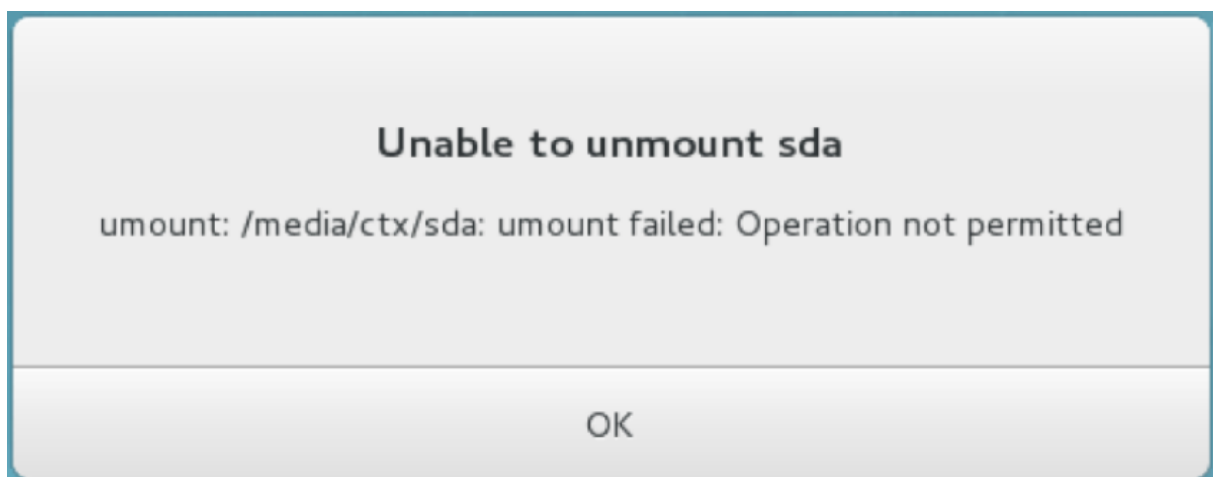 Unable to unmount sda
umount: /media/ctx/sda: umount failed: Operation not permitted
OK